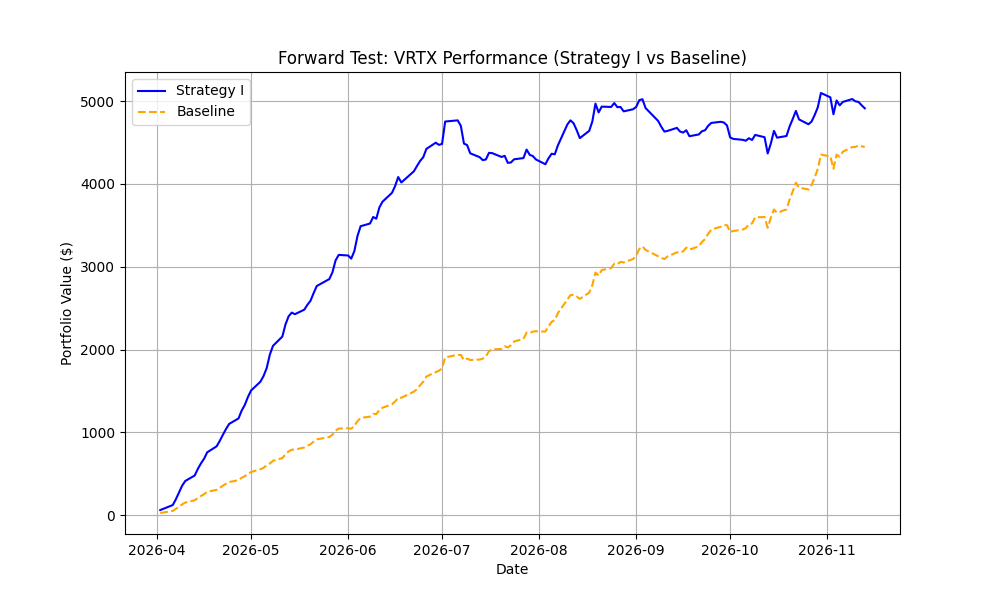 Forward Test: VRTX Performance (Strategy I vs Baseline)
Strategy I
Baseline
Portfolio Value ($)
5000
4000
3000
2000
1000
0
2026-04 2026-05 2026-06 2026-07 2026-08 2026-09 2026-10 2026-11
Date